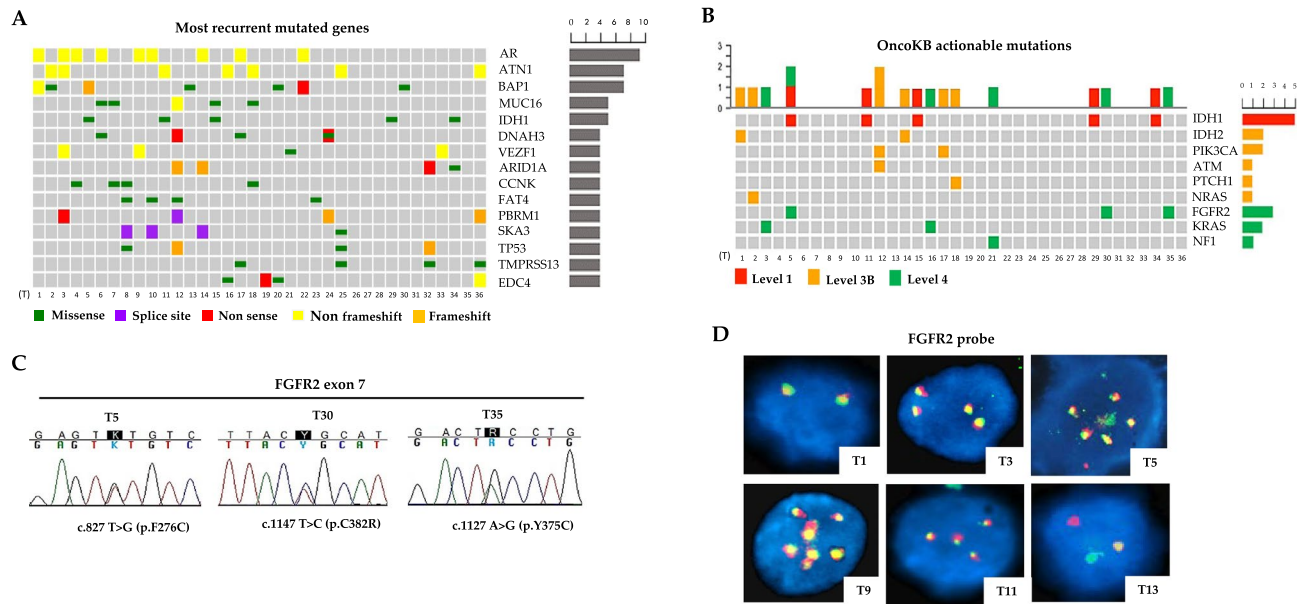 A
Most recurrent mutated genes
0 2 4 6 8 10
AR
ATN1
BAP1
MUC16
IDH1
DNAH3
VEZF1
ARID1A
CCNK
FAT4
PBRM1
SKA3
TP53
TMPRSS13
EDC4
(T) 1 2 3 4 5 6 7 8 9 10 11 12 13 14 15 16 17 18 19 20 21 22 23 24 25 26 27 28 29 30 31 32 33 34 35 36
Missense Splice site Non sense Non frameshift Frameshift
B
OncoKB actionable mutations
3
2
1
0
0 1 2 3 4 5
IDH1
IDH2
PIK3CA
ATM
PTCH1
NRAS
FGFR2
KRAS
NF1
(T) 1 2 3 4 5 6 7 8 9 10 11 12 13 14 15 16 17 18 19 20 21 22 23 24 25 26 27 28 29 30 31 32 33 34 35 36
Level 1 Level 3B Level 4
C
FGFR2 exon 7
T5 T30 T35
G A G T K T G T C T T A C Y G C A T G A C T R C C T G
G A G T K T G T C T T A C Y G C A T G A C T R C C T G
c.827 T>G (p.F276C) c.1147 T>C (p.C382R) c.1127 A>G (p.Y375C)
D
FGFR2 probe
T1 T3 T5
T9 T11 T13